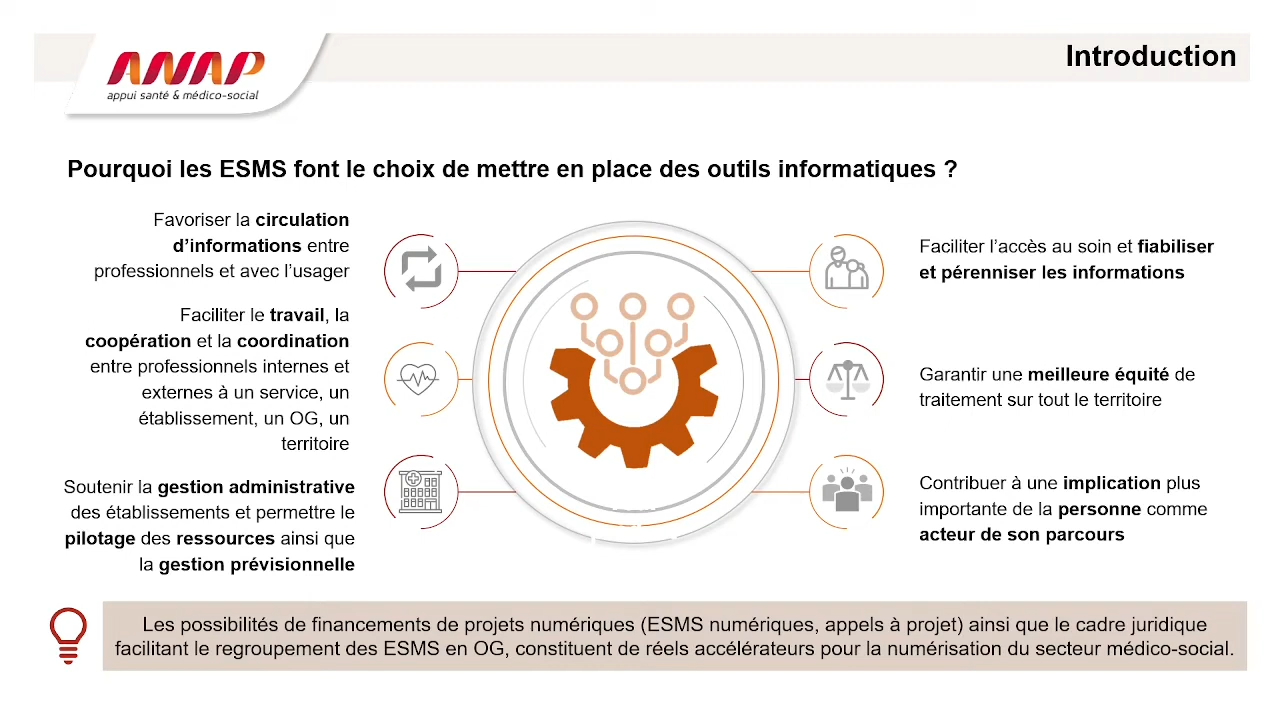 ANAP
appui santé & médico-social
Introduction
Pourquoi les ESMS font le choix de mettre en place des outils informatiques ?
Favoriser la circulation
d’informations entre
professionnels et avec l’usager
Faciliter le travail, la
coopération et la coordination
entre professionnels internes et
externes à un service, un
établissement, un OG, un
territoire
Soutenir la gestion administrative
des établissements et permettre le
pilotage des ressources ainsi que
la gestion prévisionnelle
Faciliter l’accès au soin et fiabiliser
et pérenniser les informations
Garantir une meilleure équité de
traitement sur tout le territoire
Contribuer à une implication plus
importante de la personne comme
acteur de son parcours
Les possibilités de financements de projets numériques (ESMS numériques, appels à projet) ainsi que le cadre juridique
facilitant le regroupement des ESMS en OG, constituent de réels accélérateurs pour la numérisation du secteur médico-social.